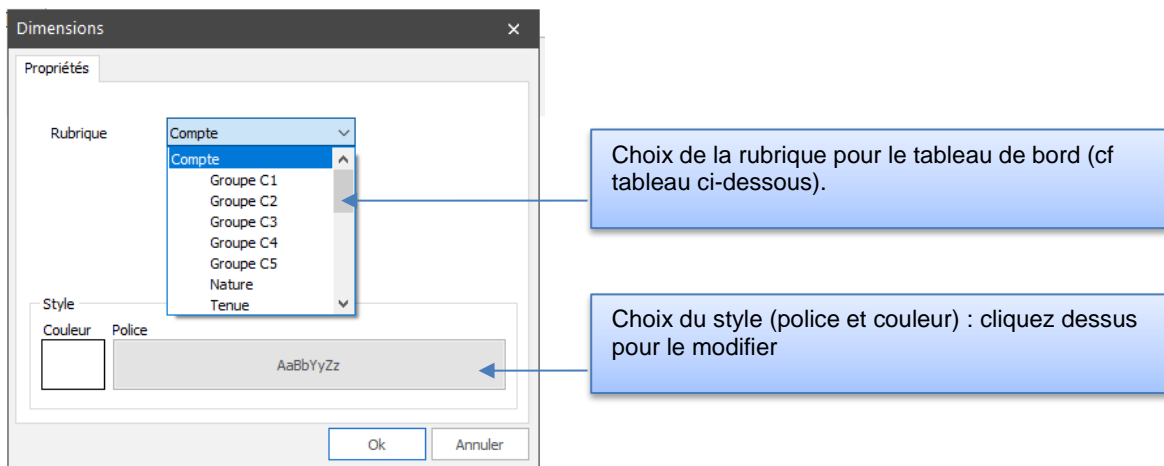 Dimensions
Propriétés
Rubrique
Compte
Compte
Groupe C1
Groupe C2
Groupe C3
Groupe C4
Groupe C5
Nature
Tenue
Style
Couleur
Police
AaBbYyZz
Ok
Annuler
Choix de la rubrique pour le tableau de bord (cf
tableau ci-dessous).
Choix du style (police et couleur) : cliquez dessus
pour le modifier